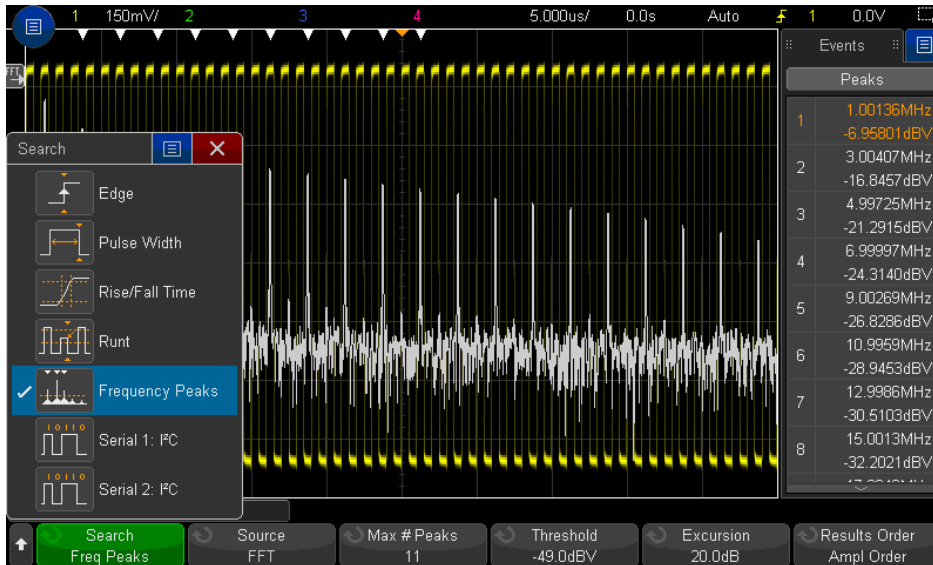 1 150mV/ 2 3 4 5.000us/ 0.0s Auto 1 0.0V
Events
Peaks
1 1.00136MHz
-6.95801dBV
2 3.00407MHz
-16.8457dBV
3 4.99725MHz
-21.2915dBV
4 6.99997MHz
-24.3140dBV
5 9.00269MHz
-26.8286dBV
6 10.9959MHz
-28.9453dBV
7 12.9986MHz
-30.5103dBV
8 15.0013MHz
-32.2021dBV
FFT
Search
Edge
Pulse Width
Rise/Fall Time
Runt
Frequency Peaks
10110
Serial 1: I²C
10110
Serial 2: I²C
Search Source Max # Peaks Threshold Excursion Results Order
Freq Peaks FFT 11 -49.0dBV 20.0dB Ampl Order